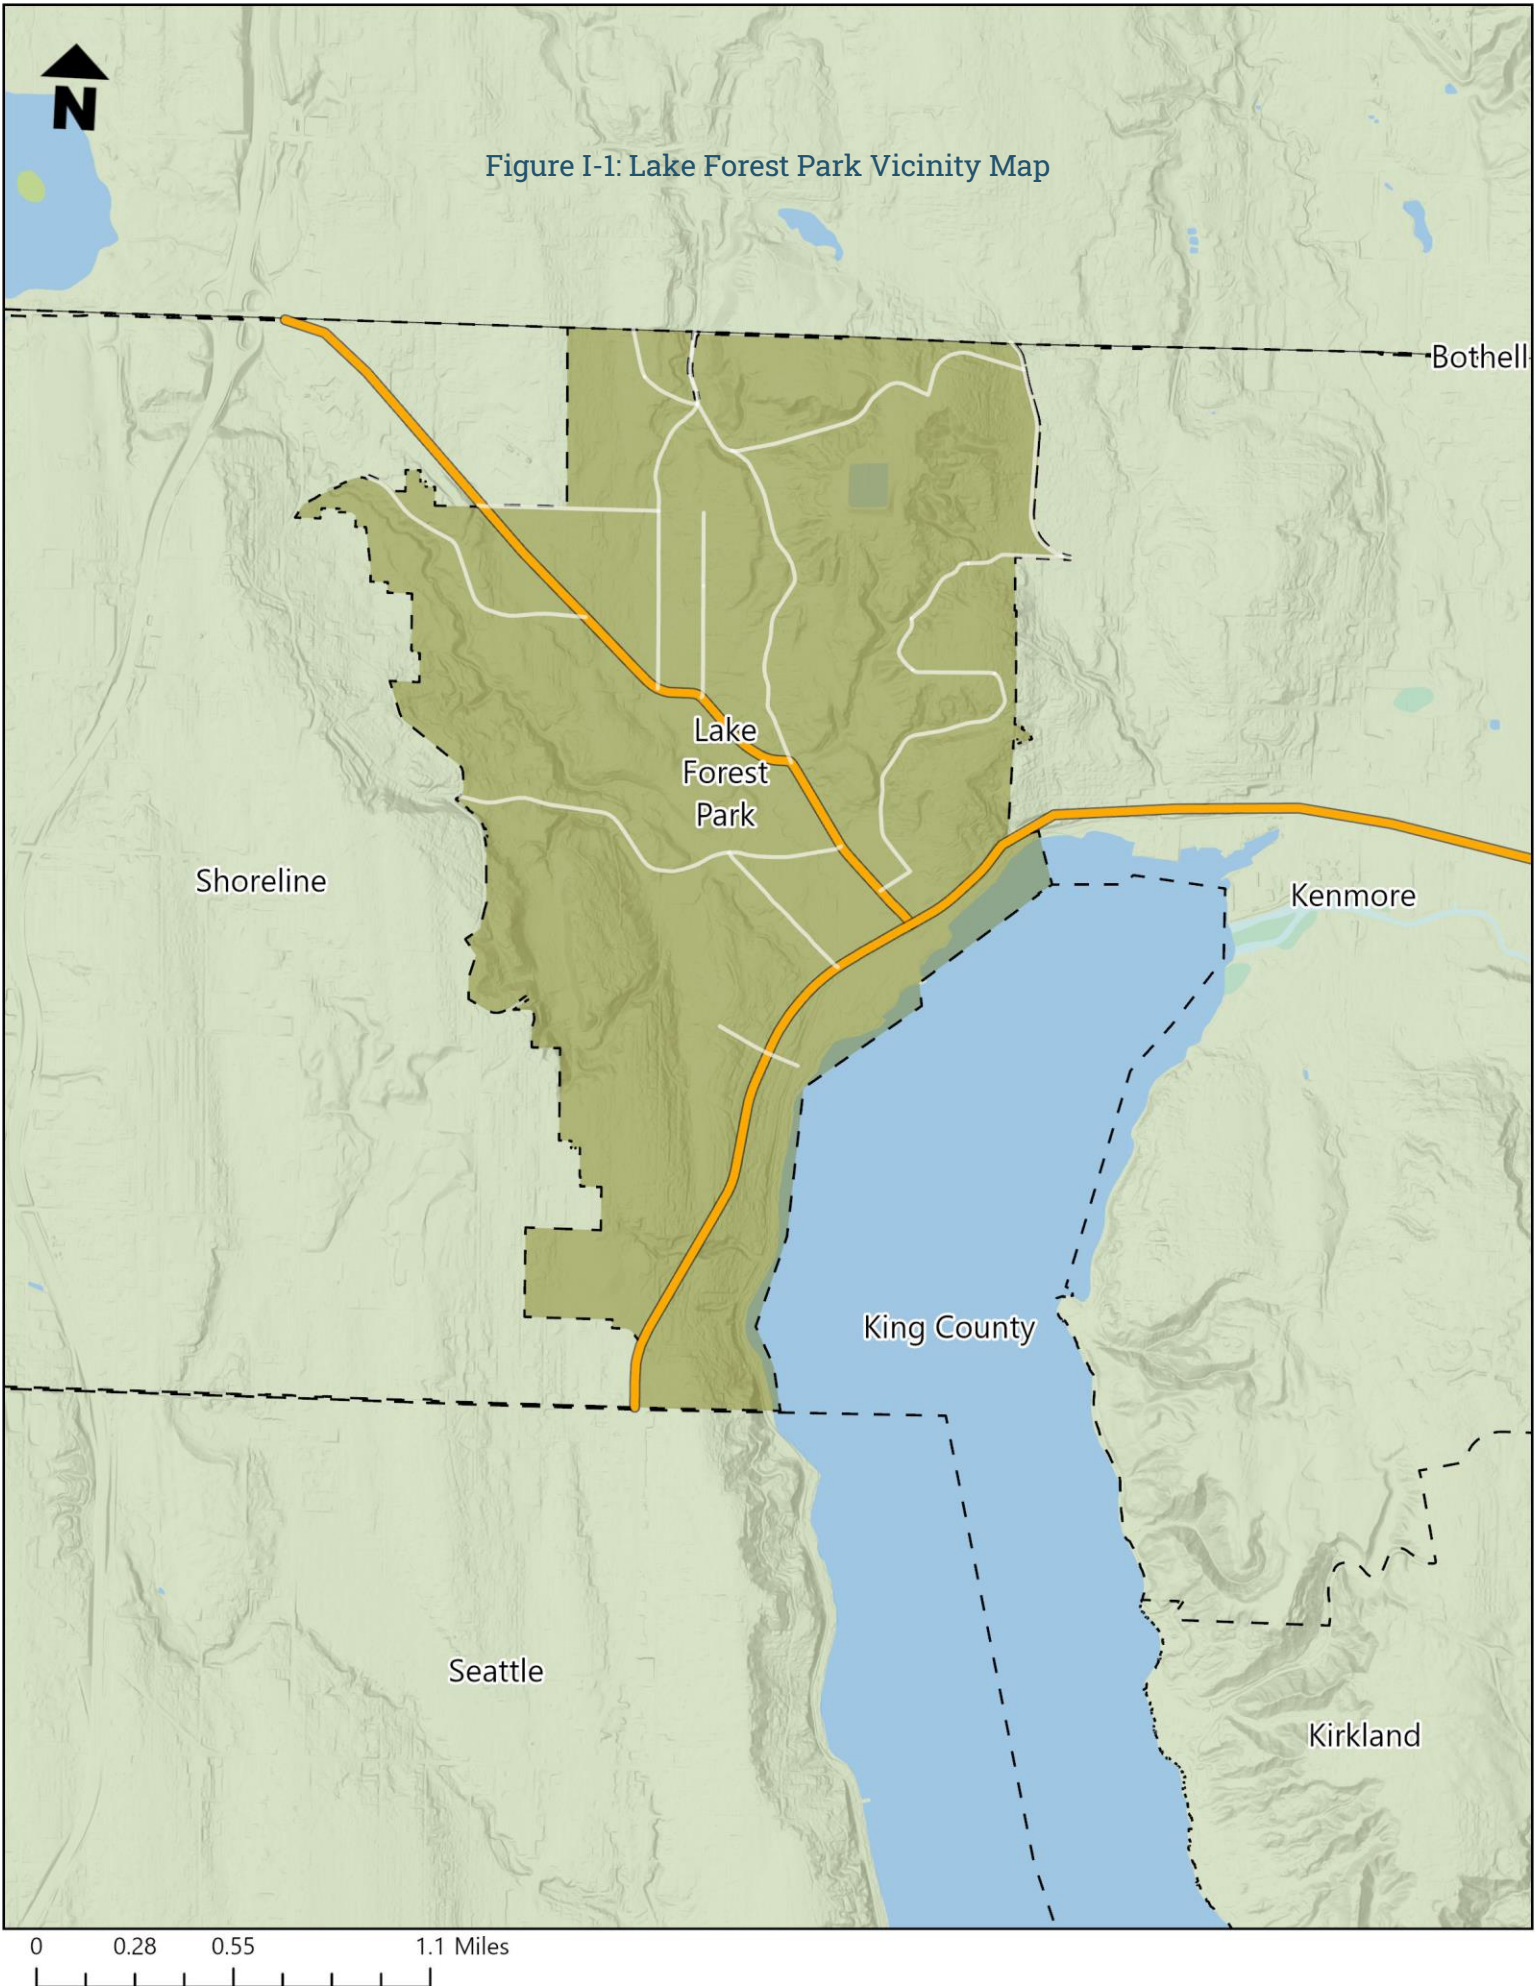 N
Figure I-1: Lake Forest Park Vicinity Map
Bothell
Lake
Forest
Park
Shoreline
Kenmore
King County
Seattle
Kirkland
0 0.28 0.55 1.1 Miles